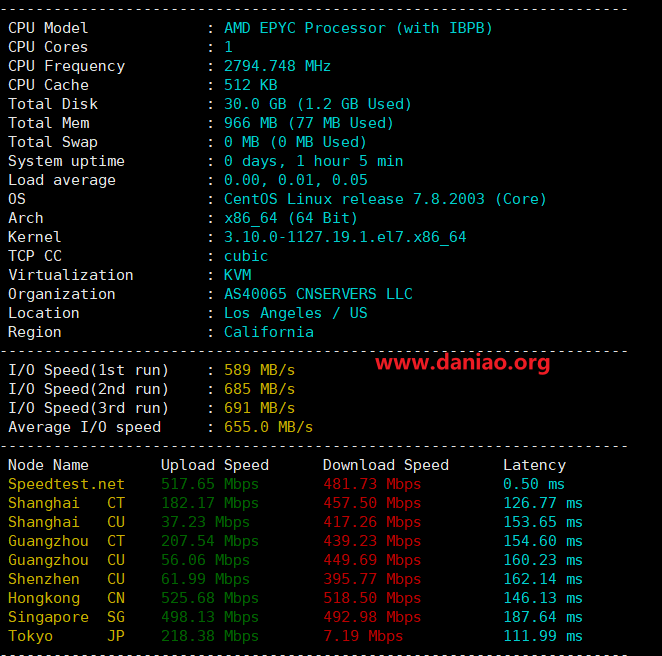 ----------------------------------------------------------------------
CPU Model : AMD EPYC Processor (with IBPB)
CPU Cores : 1
CPU Frequency : 2794.748 MHz
CPU Cache : 512 KB
Total Disk : 30.0 GB (1.2 GB Used)
Total Mem : 966 MB (77 MB Used)
Total Swap : 0 MB (0 MB Used)
System uptime : 0 days, 1 hour 5 min
Load average : 0.00, 0.01, 0.05
OS : CentOS Linux release 7.8.2003 (Core)
Arch : x86_64 (64 Bit)
Kernel : 3.10.0-1127.19.1.el7.x86_64
TCP CC : cubic
Virtualization : KVM
Organization : AS40065 CNSERVERS LLC
Location : Los Angeles / US
Region : California
----------------------------------------------------------------------
www.daniao.org
I/O Speed(1st run) : 589 MB/s
I/O Speed(2nd run) : 685 MB/s
I/O Speed(3rd run) : 691 MB/s
Average I/O speed : 655.0 MB/s
----------------------------------------------------------------------
Node Name Upload Speed Download Speed Latency
Speedtest.net 517.65 Mbps 481.73 Mbps 0.50 ms
Shanghai CT 182.17 Mbps 457.50 Mbps 126.77 ms
Shanghai CU 37.23 Mbps 417.26 Mbps 153.65 ms
Guangzhou CT 207.54 Mbps 439.23 Mbps 154.60 ms
Guangzhou CU 56.06 Mbps 449.69 Mbps 160.23 ms
Shenzhen CU 61.99 Mbps 395.77 Mbps 162.14 ms
Hongkong CN 525.68 Mbps 518.50 Mbps 146.13 ms
Singapore SG 498.13 Mbps 492.98 Mbps 187.64 ms
Tokyo JP 218.38 Mbps 7.19 Mbps 111.99 ms
----------------------------------------------------------------------